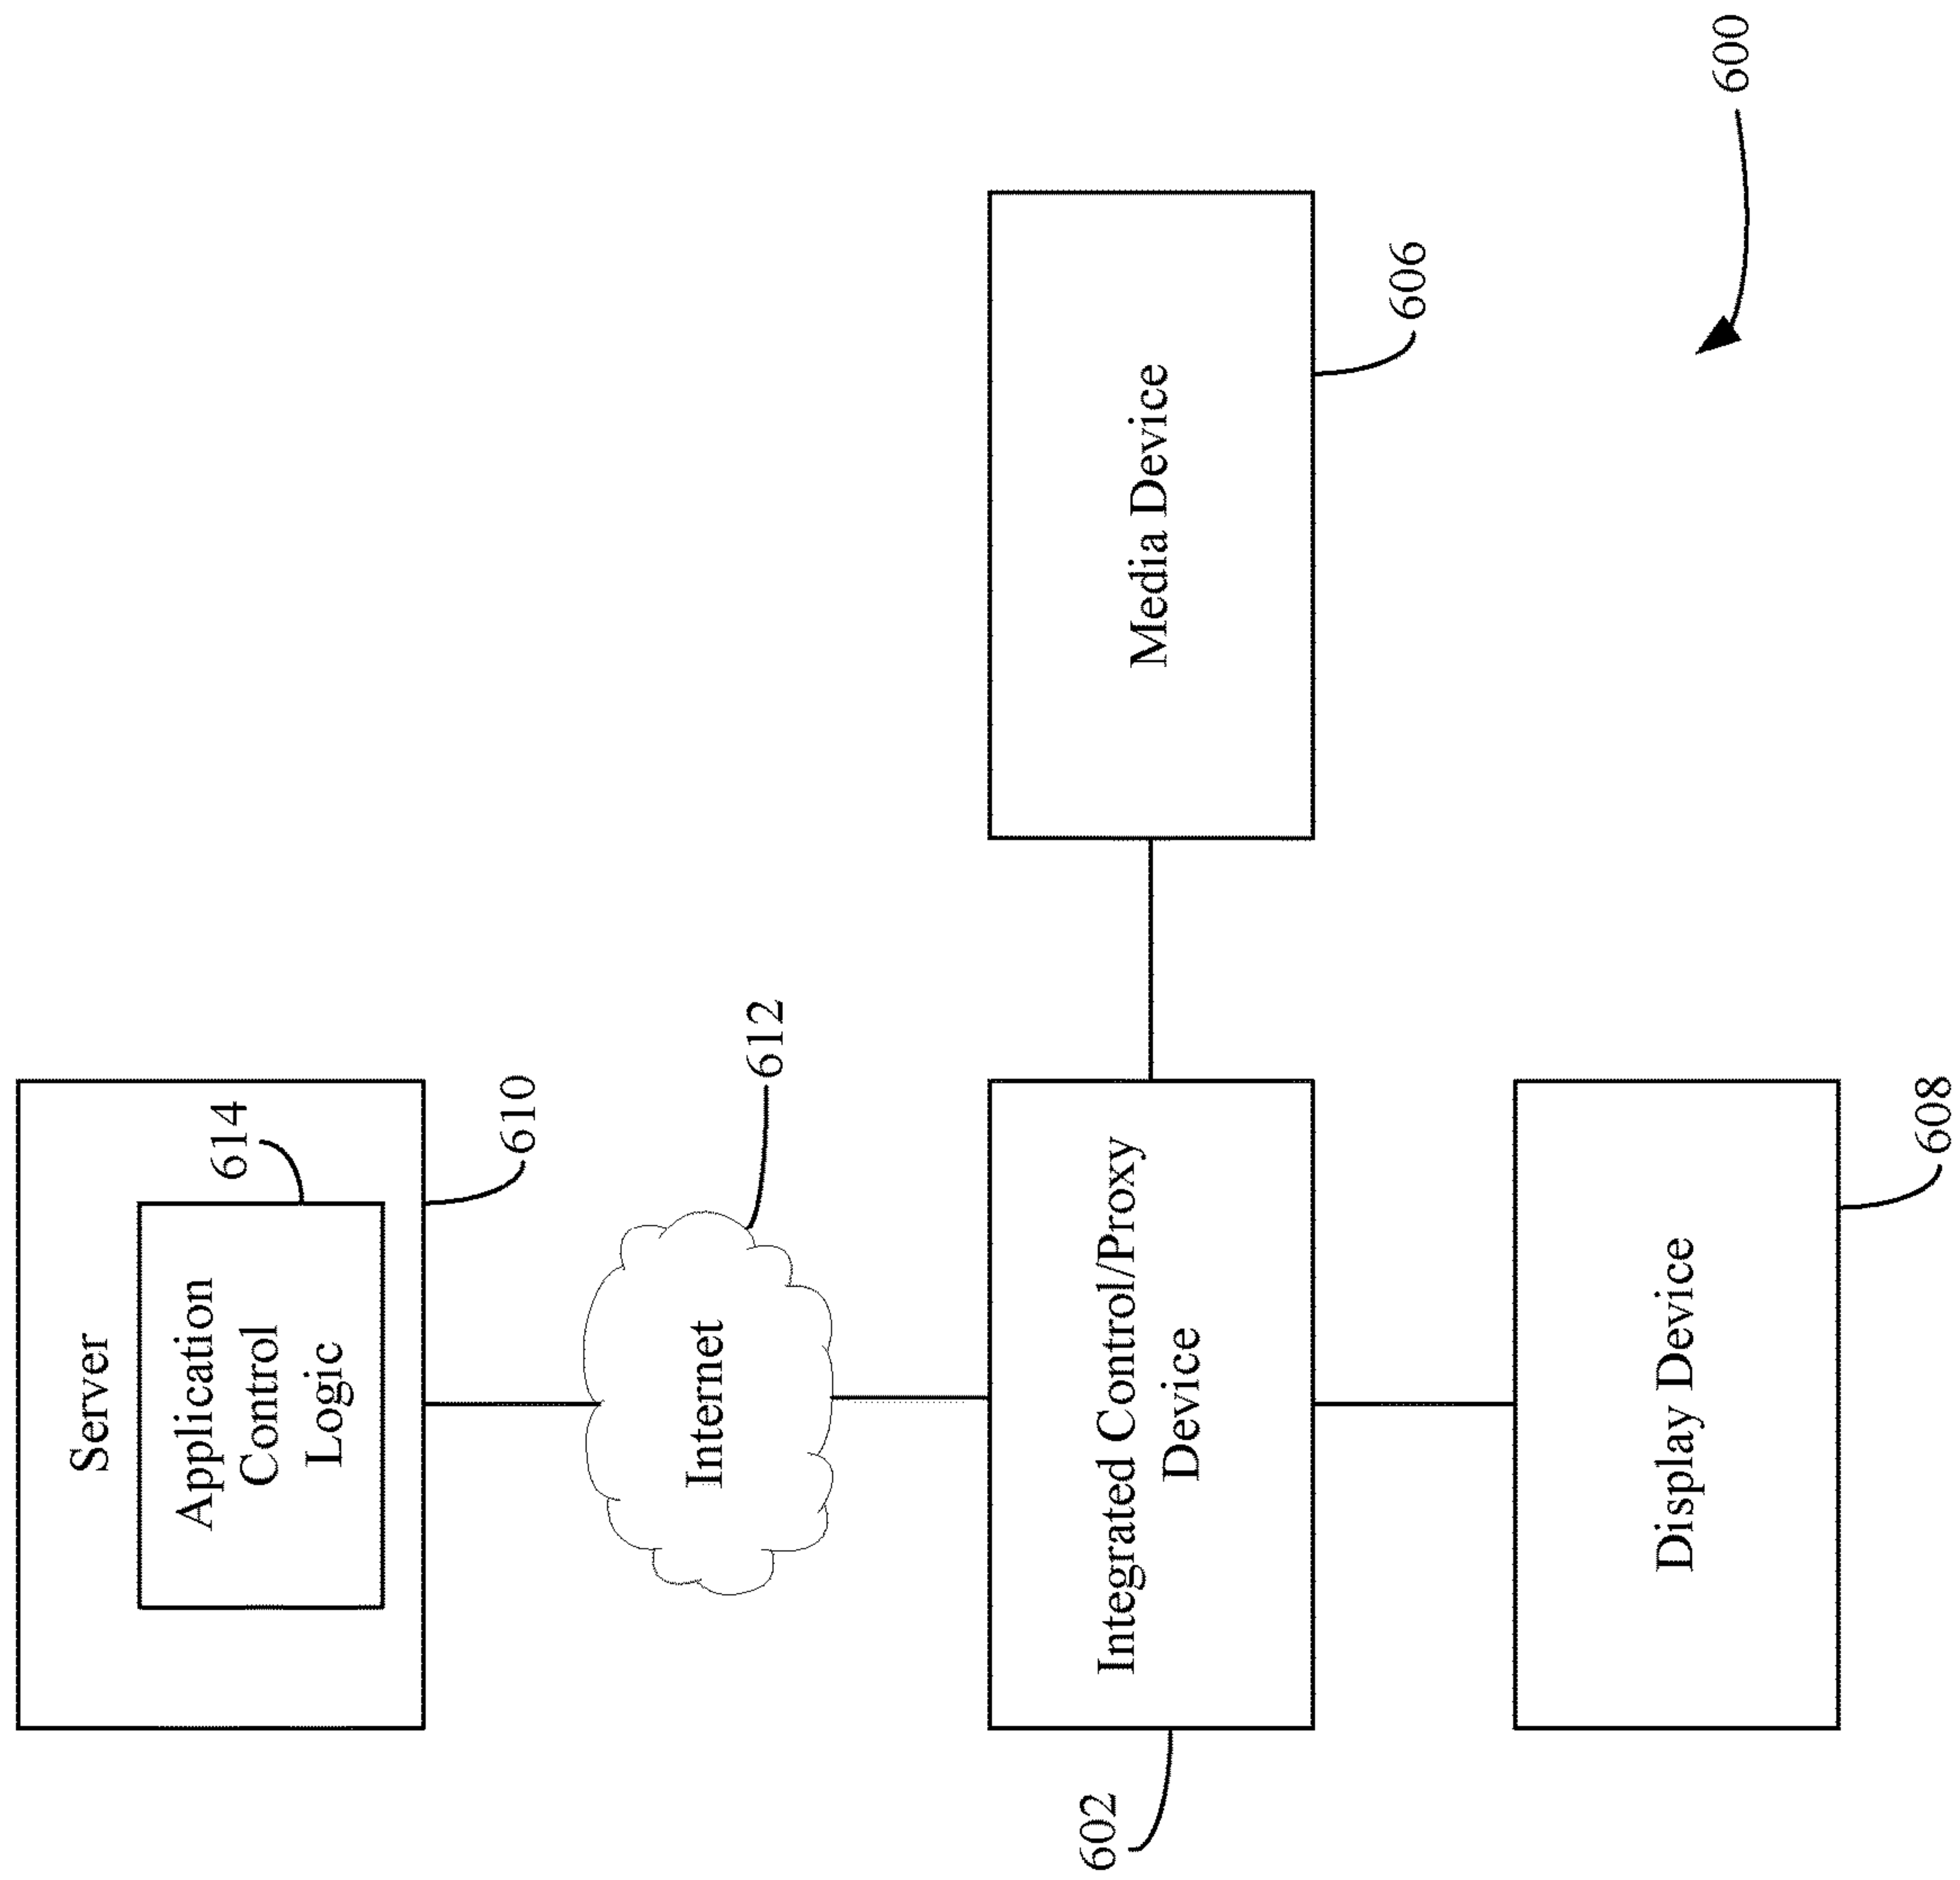 Server
614
Application
Control
Logic
610
612
Internet
Integrated Control/Proxy
Device
602
Media Device
606
Display Device
608
600